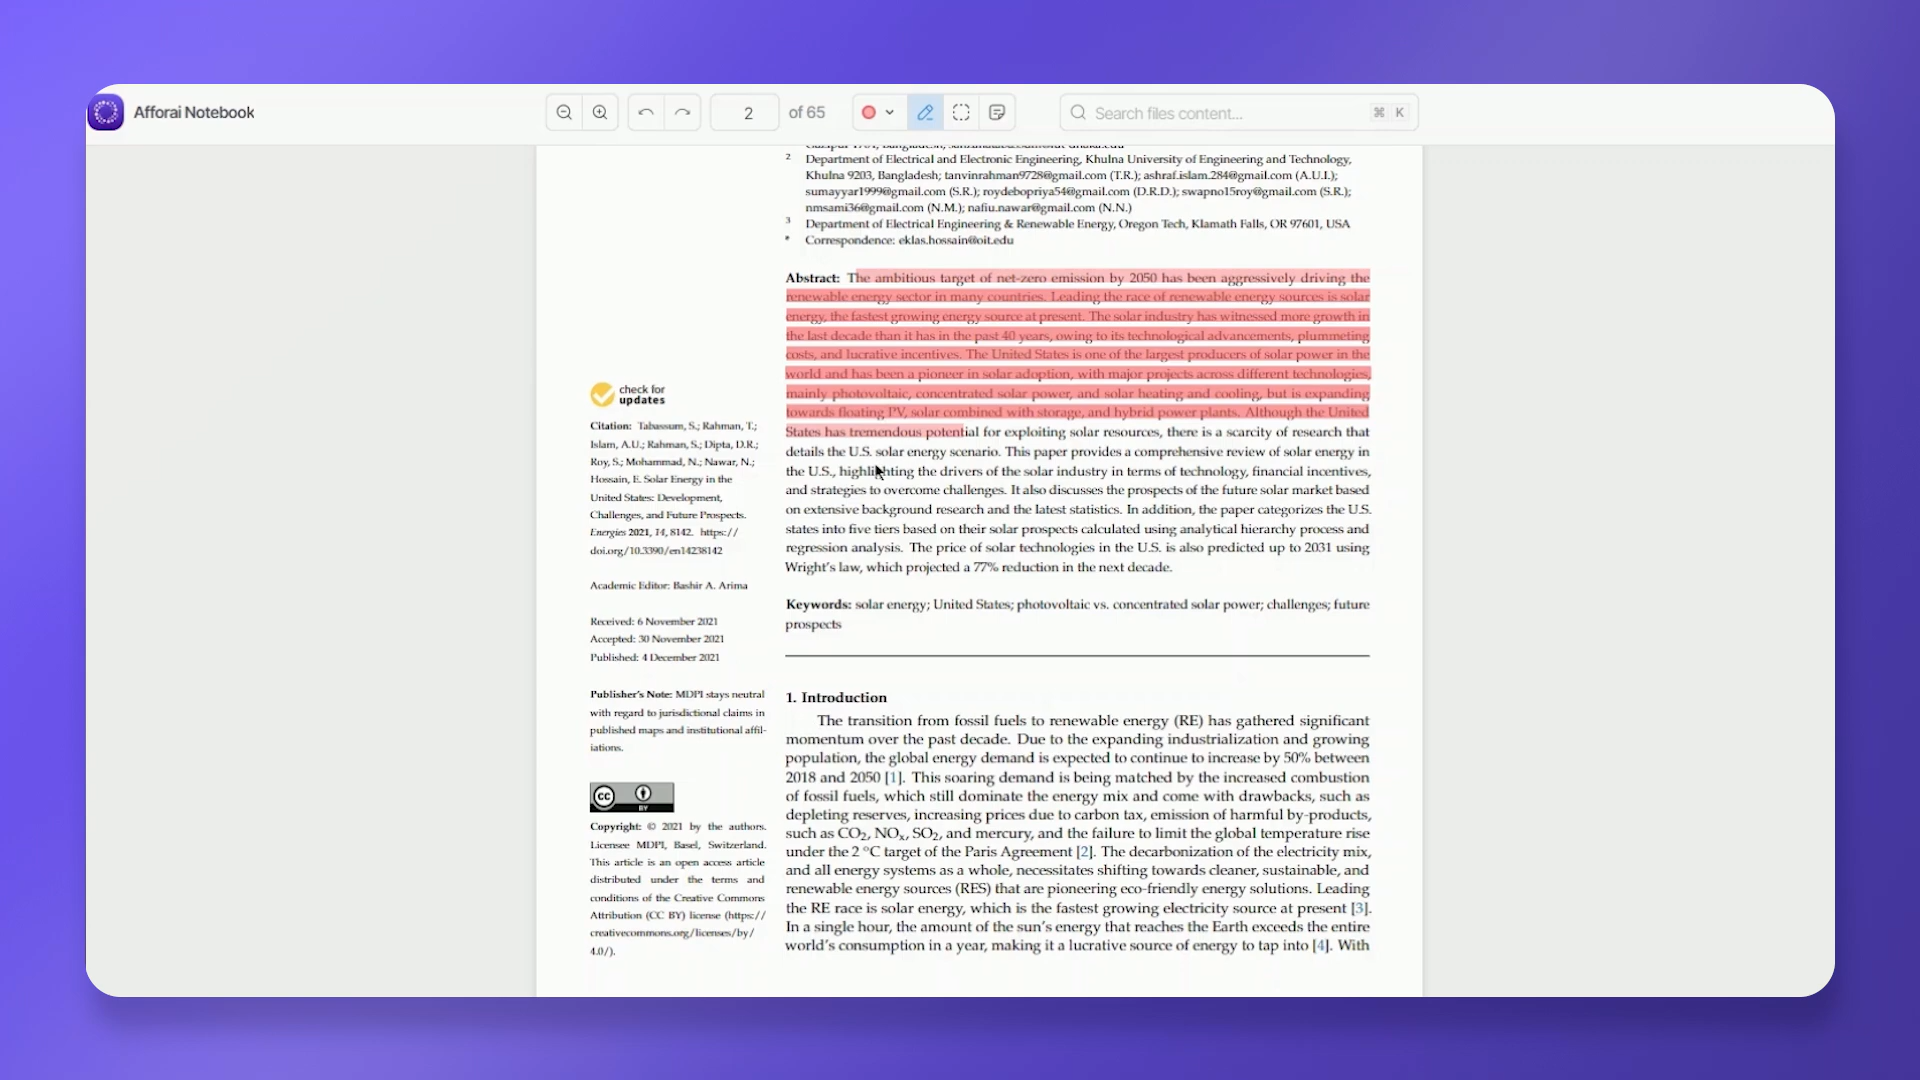 Afforai Notebook
2 of 65
Search files content...
⌘ K
2 Department of Electrical and Electronic Engineering, Khulna University of Engineering and Technology,
Khulna 9203, Bangladesh; tanvinrahman9728@gmail.com (T.R.); ashraf.islam.284@gmail.com (A.U.I.);
sumayyar1999@gmail.com (S.R.); roydebopriya54@gmail.com (D.R.D.); swapno15roy@gmail.com (S.R.);
nmsami36@gmail.com (N.M.); nafiu.nawar@gmail.com (N.N.)
3 Department of Electrical Engineering & Renewable Energy, Oregon Tech, Klamath Falls, OR 97601, USA
* Correspondence: eklas.hossain@oit.edu
Abstract: The ambitious target of net-zero emission by 2050 has been aggressively driving the
renewable energy sector in many countries. Leading the race of renewable energy sources is solar
energy, the fastest growing energy source at present. The solar industry has witnessed more growth in
the last decade than it has in the past 40 years, owing to its technological advancements, plummeting
costs, and lucrative incentives. The United States is one of the largest producers of solar power in the
world and has been a pioneer in solar adoption, with major projects across different technologies,
mainly photovoltaic, concentrated solar power, and solar heating and cooling, but is expanding
towards floating PV, solar combined with storage, and hybrid power plants. Although the United
States has tremendous potential for exploiting solar resources, there is a scarcity of research that
details the U.S. solar energy scenario. This paper provides a comprehensive review of solar energy in
the U.S., highlighting the drivers of the solar industry in terms of technology, financial incentives,
and strategies to overcome challenges. It also discusses the prospects of the future solar market based
on extensive background research and the latest statistics. In addition, the paper categorizes the U.S.
states into five tiers based on their solar prospects calculated using analytical hierarchy process and
regression analysis. The price of solar technologies in the U.S. is also predicted up to 2031 using
Wright's law, which projected a 77% reduction in the next decade.
Keywords: solar energy; United States; photovoltaic vs. concentrated solar power; challenges; future
prospects
check for
updates
Citation: Tabassum, S.; Rahman, T.;
Islam, A.U.; Rahman, S.; Dipta, D.R.;
Roy, S.; Mohammad, N.; Nawar, N.;
Hossain, E. Solar Energy in the
United States: Development,
Challenges, and Future Prospects.
Energies 2021, 14, 8142. https://
doi.org/10.3390/en14238142
Academic Editor: Bashir A. Arima
Received: 6 November 2021
Accepted: 30 November 2021
Published: 4 December 2021
Publisher's Note: MDPI stays neutral
with regard to jurisdictional claims in
published maps and institutional affil-
iations.
cc
BY
Copyright: © 2021 by the authors.
Licensee MDPI, Basel, Switzerland.
This article is an open access article
distributed under the terms and
conditions of the Creative Commons
Attribution (CC BY) license (https://
creativecommons.org/licenses/by/
4.0/).
1. Introduction
The transition from fossil fuels to renewable energy (RE) has gathered significant
momentum over the past decade. Due to the expanding industrialization and growing
population, the global energy demand is expected to continue to increase by 50% between
2018 and 2050 [1]. This soaring demand is being matched by the increased combustion
of fossil fuels, which still dominate the energy mix and come with drawbacks, such as
depleting reserves, increasing prices due to carbon tax, emission of harmful by-products,
such as CO₂, NOₓ, SO₂, and mercury, and the failure to limit the global temperature rise
under the 2 °C target of the Paris Agreement [2]. The decarbonization of the electricity mix,
and all energy systems as a whole, necessitates shifting towards cleaner, sustainable, and
renewable energy sources (RES) that are pioneering eco-friendly energy solutions. Leading
the RE race is solar energy, which is the fastest growing electricity source at present [3].
In a single hour, the amount of the sun's energy that reaches the Earth exceeds the entire
world's consumption in a year, making it a lucrative source of energy to tap into [4]. With